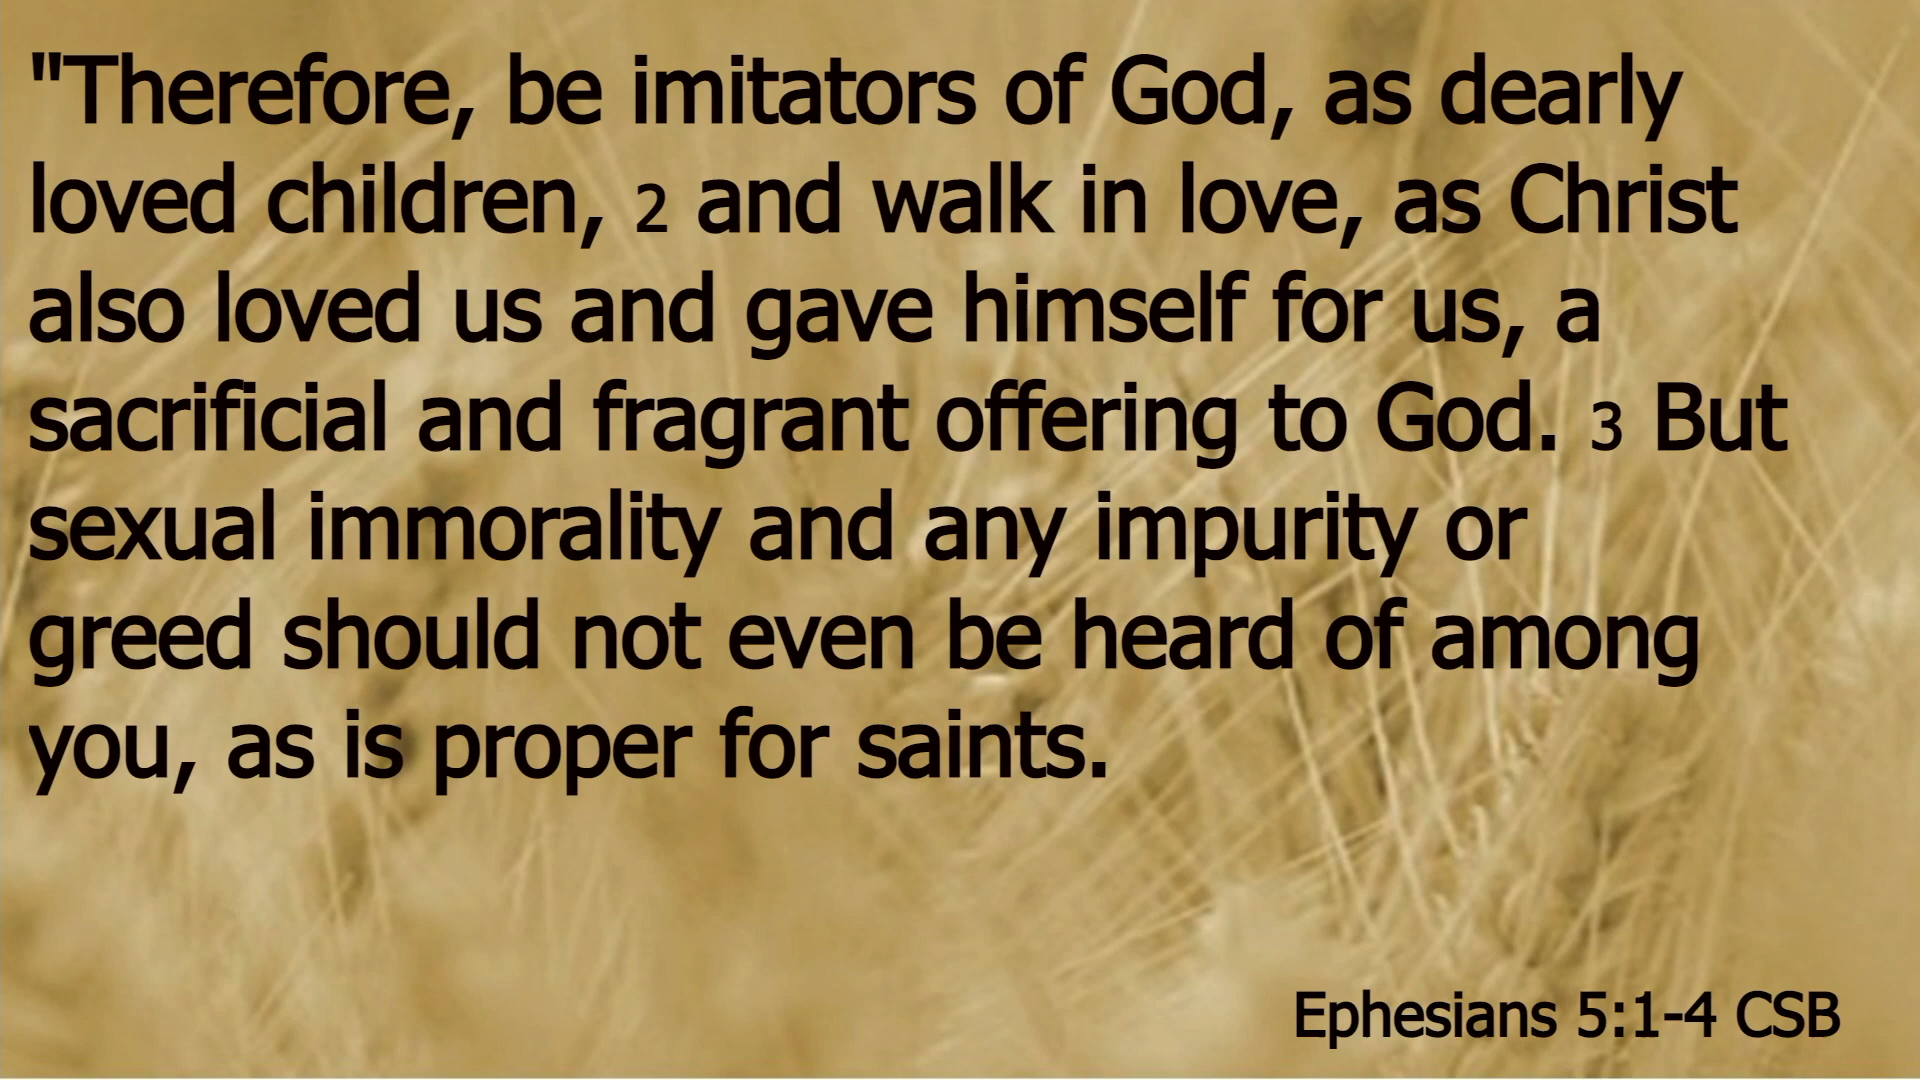 "Therefore, be imitators of God, as dearly
loved children, 2 and walk in love, as Christ
also loved us and gave himself for us, a
sacrificial and fragrant offering to God. 3 But
sexual immorality and any impurity or
greed should not even be heard of among
you, as is proper for saints.
Ephesians 5:1-4 CSB